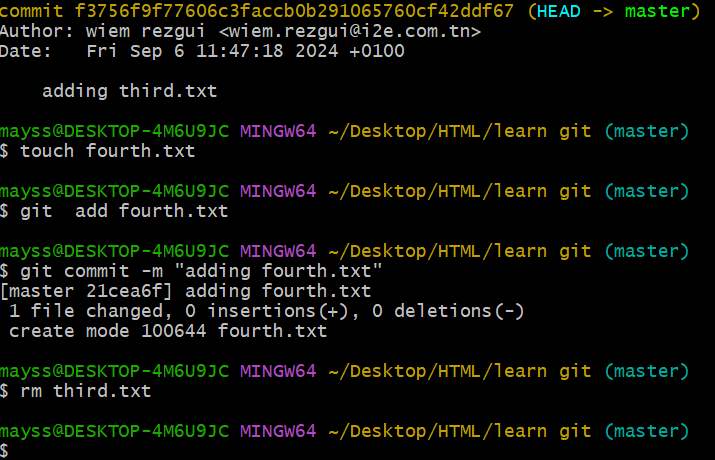 commit f3756f9f77606c3faccb0b291065760cf42ddf67 (HEAD -> master)
Author: wiem rezgui <wiem.rezgui@i2e.com.tn>
Date:   Fri Sep 6 11:47:18 2024 +0100
    adding third.txt
mayss@DESKTOP-4M6U9JC MINGW64 ~/Desktop/HTML/learn git (master)
$ touch fourth.txt
mayss@DESKTOP-4M6U9JC MINGW64 ~/Desktop/HTML/learn git (master)
$ git  add fourth.txt
mayss@DESKTOP-4M6U9JC MINGW64 ~/Desktop/HTML/learn git (master)
$ git commit -m "adding fourth.txt"
[master 21cea6f] adding fourth.txt
 1 file changed, 0 insertions(+), 0 deletions(-)
 create mode 100644 fourth.txt
mayss@DESKTOP-4M6U9JC MINGW64 ~/Desktop/HTML/learn git (master)
$ rm third.txt
mayss@DESKTOP-4M6U9JC MINGW64 ~/Desktop/HTML/learn git (master)
$